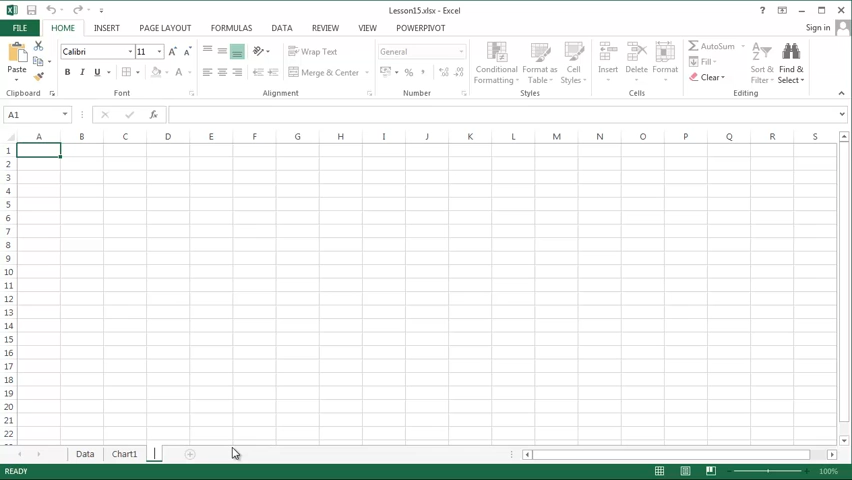 Lesson15.xlsx - Excel
FILE HOME INSERT PAGE LAYOUT FORMULAS DATA REVIEW VIEW POWERPIVOT Sign in
Paste Calibri 11 Wrap Text General Conditional Formatting Format as Table Cell Styles Insert Delete Format AutoSum Fill Clear Sort & Filter Find & Select
B I U Merge & Center $ % ,
Clipboard Font Alignment Number Styles Cells Editing
A1 fx
A B C D E F G H I J K L M N O P Q R S
1
2
3
4
5
6
7
8
9
10
11
12
13
14
15
16
17
18
19
20
21
22
Data Chart1
READY 100%